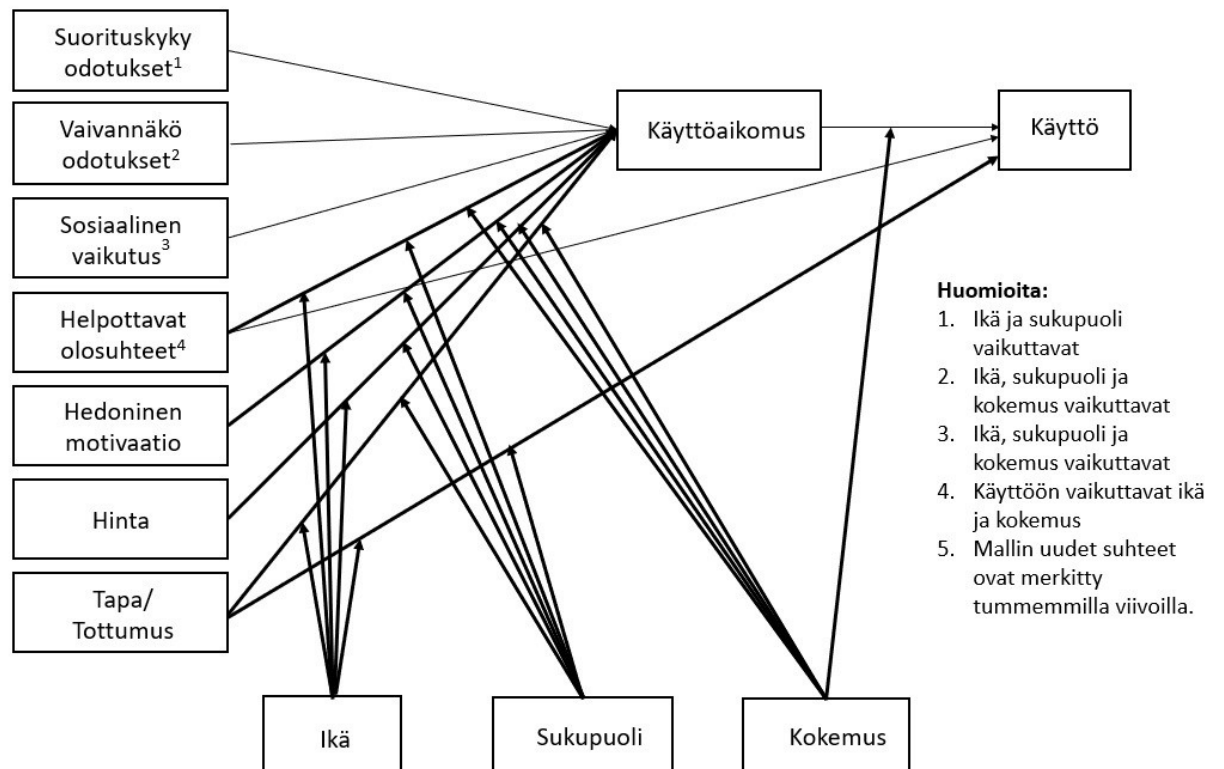 Suorituskyky
odotukset¹
Vaivannäkö
odotukset²
Sosiaalinen
vaikutus³
Helpottavat
olosuhteet⁴
Hedoninen
motivaatio
Hinta
Tapa/
Tottumus
Käyttöaikomus
Käyttö
Huomioita:
1. Ikä ja sukupuoli
vaikuttavat
2. Ikä, sukupuoli ja
kokemus vaikuttavat
3. Ikä, sukupuoli ja
kokemus vaikuttavat
4. Käyttöön vaikuttavat ikä
ja kokemus
5. Mallin uudet suhteet
ovat merkitty
tummemmilla viivoilla.
Ikä
Sukupuoli
Kokemus